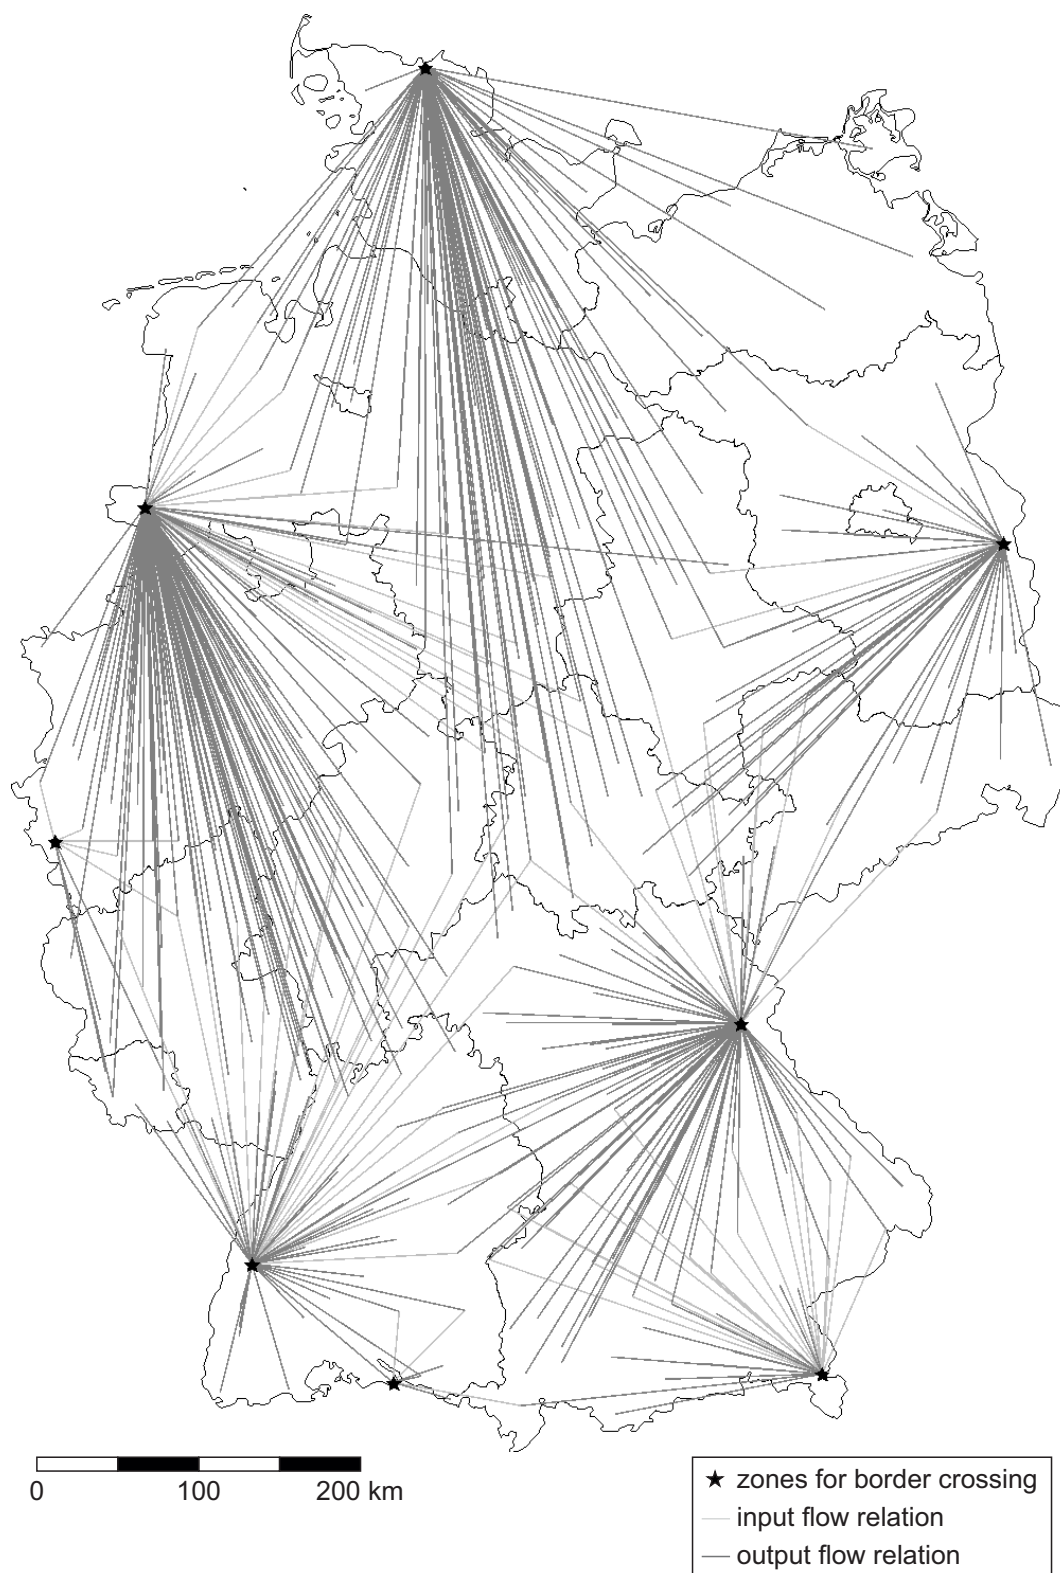 0 100 200 km
zones for border crossing
input flow relation
output flow relation